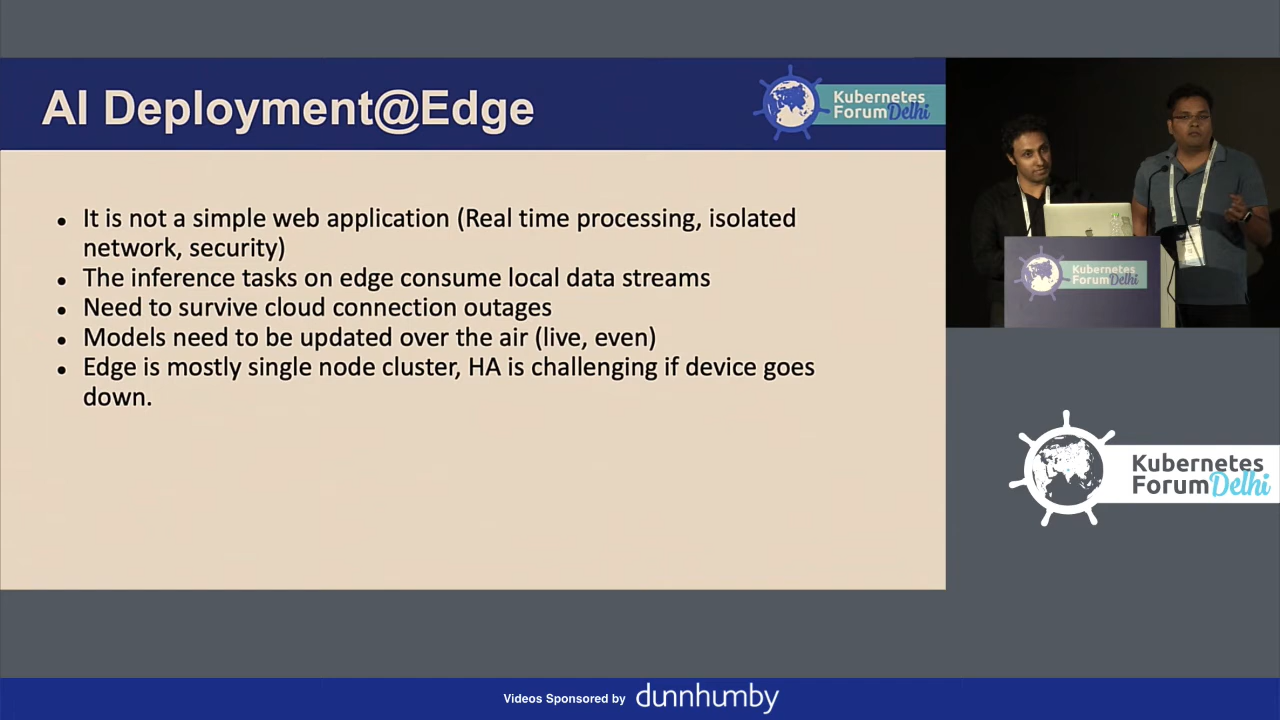 AI Deployment@Edge
Kubernetes
Forum Delhi
• It is not a simple web application (Real time processing, isolated
network, security)
• The inference tasks on edge consume local data streams
• Need to survive cloud connection outages
• Models need to be updated over the air (live, even)
• Edge is mostly single node cluster, HA is challenging if device goes
down.
Kubernetes
Forum Delhi
Kubernetes
Forum Delhi
Videos Sponsored by dunnhumby